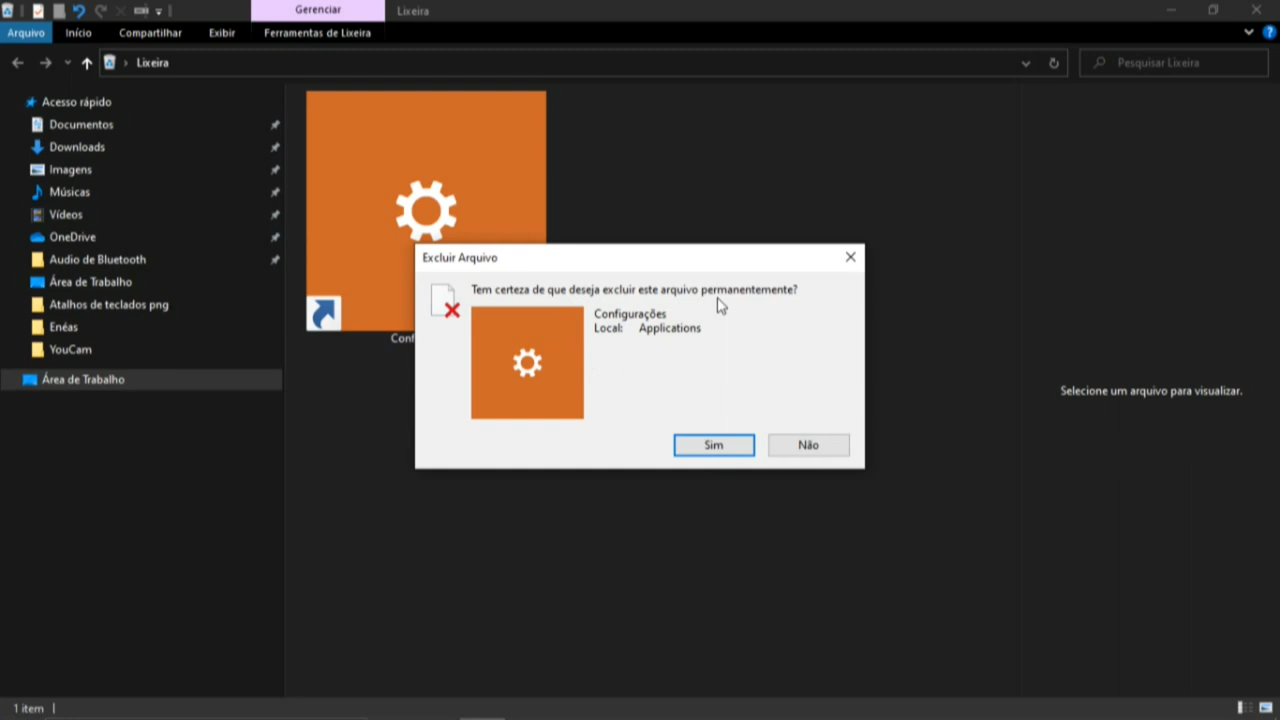 Gerenciar
Lixeira
Arquivo
Início
Compartilhar
Exibir
Ferramentas de Lixeira
Lixeira
Pesquisar Lixeira
Acesso rápido
Documentos
Downloads
Imagens
Músicas
Vídeos
OneDrive
Audio de Bluetooth
Área de Trabalho
Atalhos de teclados png
Enéas
YouCam
Área de Trabalho
Conf
Excluir Arquivo
Tem certeza de que deseja excluir este arquivo permanentemente?
Configurações
Local: Applications
Sim
Não
Selecione um arquivo para visualizar.
1 item